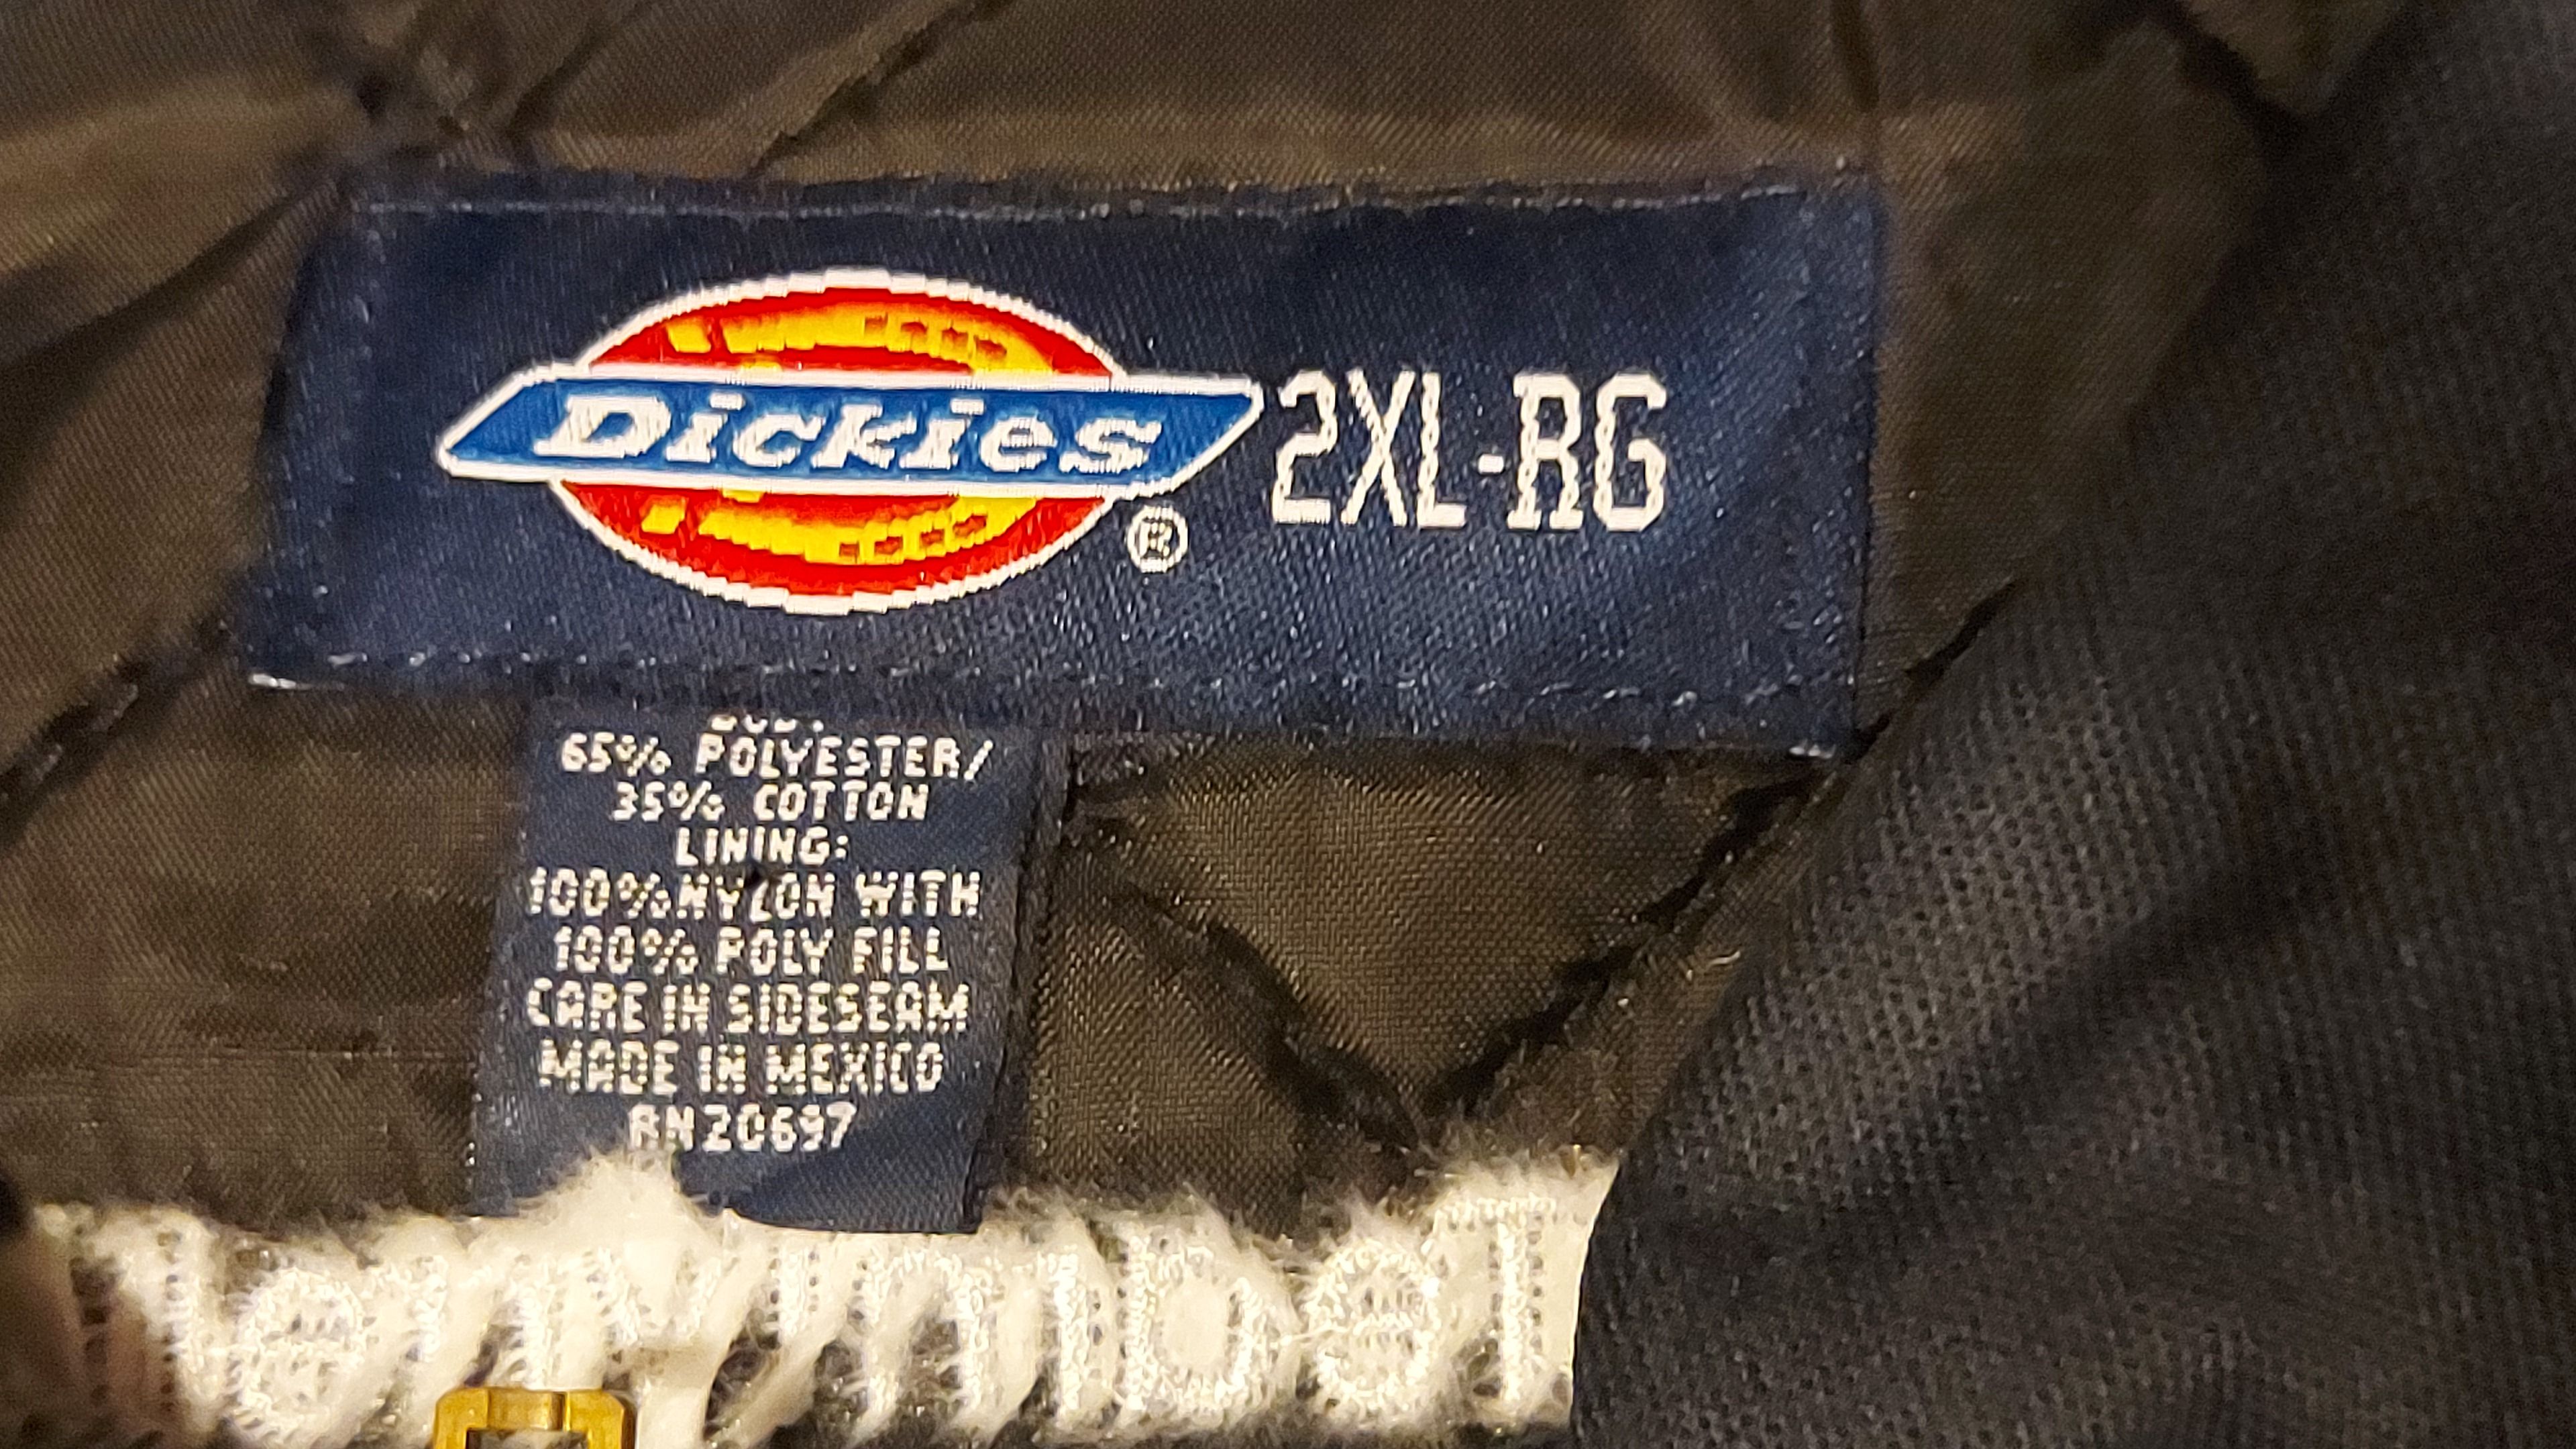 Dickies
®
2XL-RG
BODY:
65% POLYESTER/
35% COTTON
LINING:
100% NYLON WITH
100% POLY FILL
CARE IN SIDESEAM
MADE IN MEXICO
RN20697